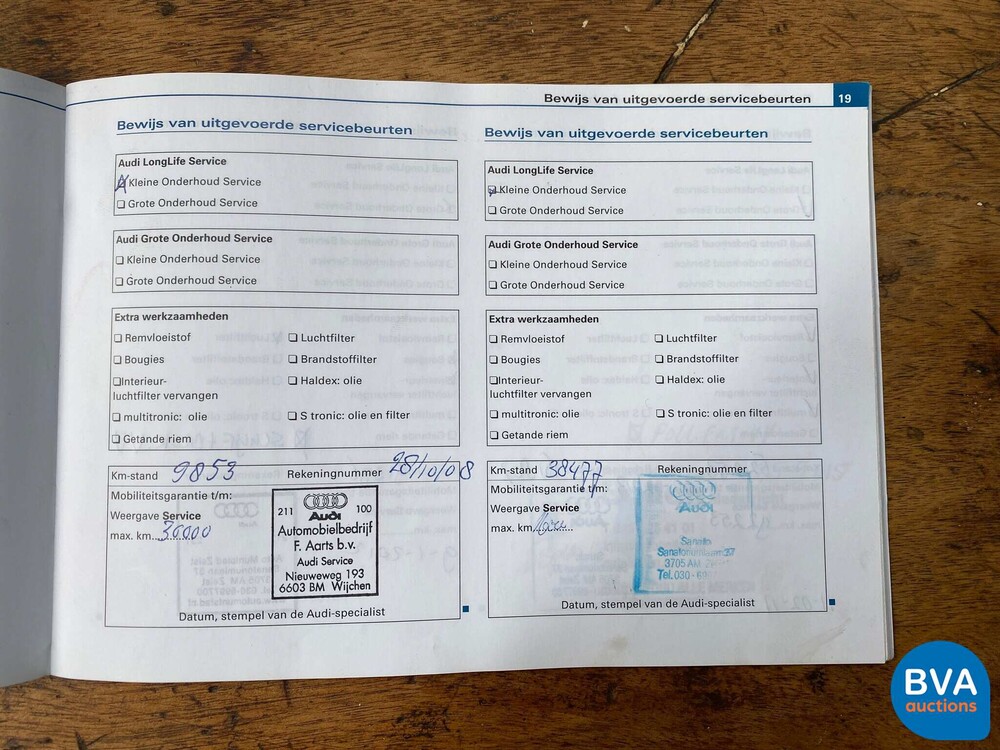 Bewijs van uitgevoerde servicebeurten 19
Bewijs van uitgevoerde servicebeurten
Audi LongLife Service
Kleine Onderhoud Service
Grote Onderhoud Service
Audi Grote Onderhoud Service
Kleine Onderhoud Service
Grote Onderhoud Service
Extra werkzaamheden
Remvloeistof
Luchtfilter
Bougies
Brandstoffilter
Interieur-
luchtfilter vervangen
Haldex: olie
multitronic: olie
S tronic: olie en filter
Getande riem
Km-stand 9853 Rekeningnummer 28/10/08
Mobiliteitsgarantie t/m:
Weergave Service
max. km...30.000
211 100
Audi
Automobielbedrijf
F. Aarts b.v.
Audi Service
Nieuweweg 193
6603 BM Wijchen
Datum, stempel van de Audi-specialist
Bewijs van uitgevoerde servicebeurten
Audi LongLife Service
Kleine Onderhoud Service
Grote Onderhoud Service
Audi Grote Onderhoud Service
Kleine Onderhoud Service
Grote Onderhoud Service
Extra werkzaamheden
Remvloeistof
Luchtfilter
Bougies
Brandstoffilter
Interieur-
luchtfilter vervangen
Haldex: olie
multitronic: olie
S tronic: olie en filter
Getande riem
Km-stand 38477 Rekeningnummer
Mobiliteitsgarantie t/m:
Weergave Service
max. km
Audi
3705 AM
Tel. 030-
Datum, stempel van de Audi-specialist
BVA
auctions